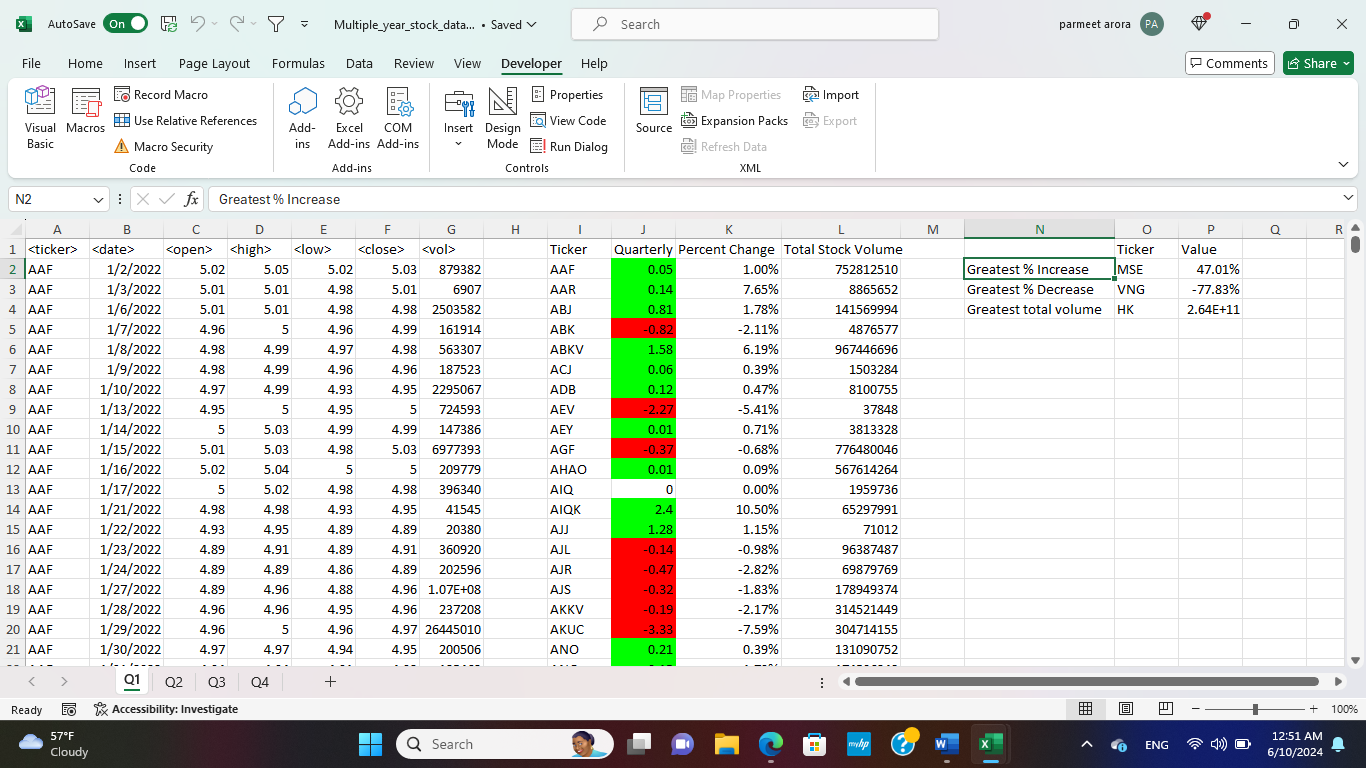 AutoSave On Multiple_year_stock_data... • Saved Search parmeet arora PA
File Home Insert Page Layout Formulas Data Review View Developer Help Comments Share
Visual Basic
Macros
Record Macro
Use Relative References
Macro Security
Code
Add-ins
Excel Add-ins
COM Add-ins
Add-ins
Insert
Design Mode
Properties
View Code
Run Dialog
Controls
Source
Map Properties
Expansion Packs
Refresh Data
Import
Export
XML
N2 fx Greatest % Increase
A B C D E F G H I J K L M N O P Q R
1 <ticker> <date> <open> <high> <low> <close> <vol> Ticker Quarterly Percent Change Total Stock Volume Ticker Value
2 AAF 1/2/2022 5.02 5.05 5.02 5.03 879382 AAF 0.05 1.00% 752812510 Greatest % Increase MSE 47.01%
3 AAF 1/3/2022 5.01 5.01 4.98 5.01 6907 AAR 0.14 7.65% 8865652 Greatest % Decrease VNG -77.83%
4 AAF 1/6/2022 5.01 5.01 4.98 4.98 2503582 ABJ 0.81 1.78% 141569994 Greatest total volume HK 2.64E+11
5 AAF 1/7/2022 4.96 5 4.96 4.99 161914 ABK -0.82 -2.11% 4876577
6 AAF 1/8/2022 4.98 4.99 4.97 4.98 563307 ABKV 1.58 6.19% 967446696
7 AAF 1/9/2022 4.98 4.99 4.96 4.96 187523 ACJ 0.06 0.39% 1503284
8 AAF 1/10/2022 4.97 4.99 4.93 4.95 2295067 ADB 0.12 0.47% 8100755
9 AAF 1/13/2022 4.95 5 4.95 5 724593 AEV -2.27 -5.41% 37848
10 AAF 1/14/2022 5 5.03 4.99 4.99 147386 AEY 0.01 0.71% 3813328
11 AAF 1/15/2022 5.01 5.03 4.98 5.03 6977393 AGF -0.37 -0.68% 776480046
12 AAF 1/16/2022 5.02 5.04 5 5 209779 AHAO 0.01 0.09% 567614264
13 AAF 1/17/2022 5 5.02 4.98 4.98 396340 AIQ 0 0.00% 1959736
14 AAF 1/21/2022 4.98 4.98 4.93 4.95 41545 AIQK 2.4 10.50% 65297991
15 AAF 1/22/2022 4.93 4.95 4.89 4.89 20380 AJJ 1.28 1.15% 71012
16 AAF 1/23/2022 4.89 4.91 4.89 4.91 360920 AJL -0.14 -0.98% 96387487
17 AAF 1/24/2022 4.89 4.89 4.86 4.89 202596 AJR -0.47 -2.82% 69879769
18 AAF 1/27/2022 4.89 4.96 4.88 4.96 1.07E+08 AJS -0.32 -1.83% 178949374
19 AAF 1/28/2022 4.96 4.96 4.95 4.96 237208 AKKV -0.19 -2.17% 314521449
20 AAF 1/29/2022 4.96 5 4.96 4.97 26445010 AKUC -3.33 -7.59% 304714155
21 AAF 1/30/2022 4.97 4.97 4.94 4.95 200506 ANO 0.21 0.39% 131090752
Q1 Q2 Q3 Q4
Ready Accessibility: Investigate 100%
57°F
Cloudy
Search
myhp
ENG
12:51 AM
6/10/2024